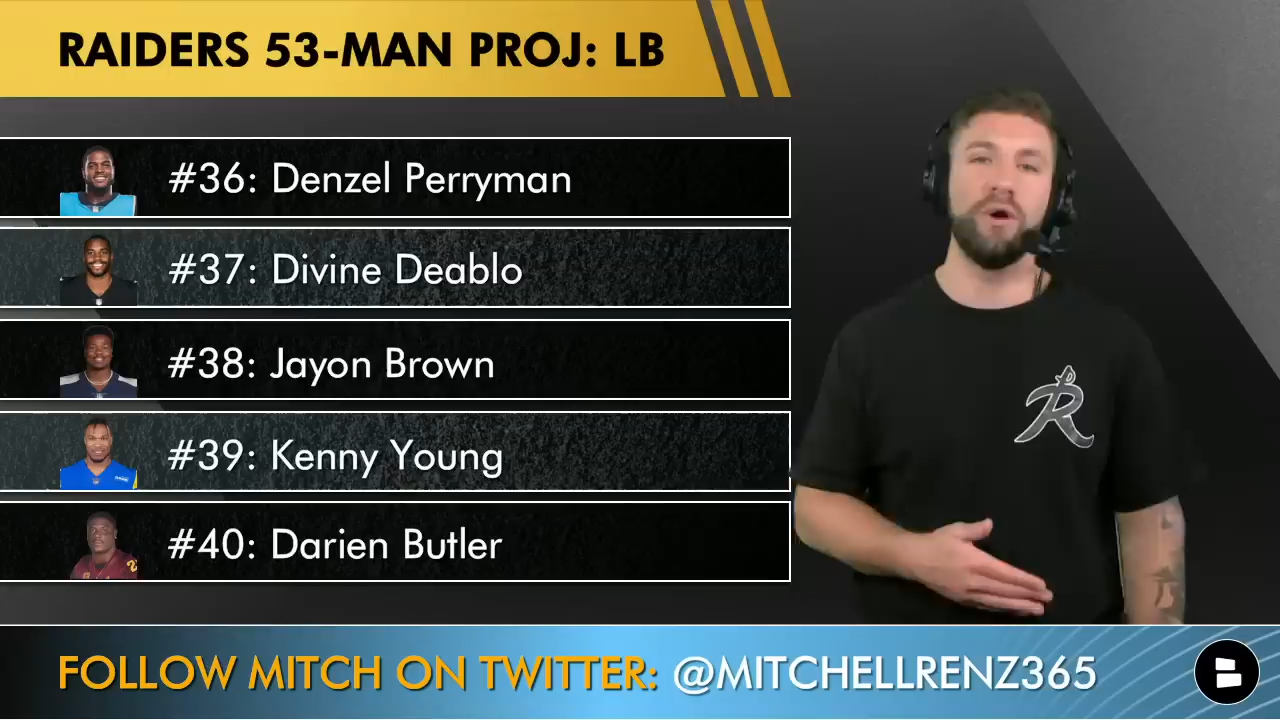 RAIDERS 53-MAN PROJ: LB
#36: Denzel Perryman
#37: Divine Deablo
#38: Jayon Brown
#39: Kenny Young
#40: Darien Butler
FOLLOW MITCH ON TWITTER: @MITCHELLRENZ365